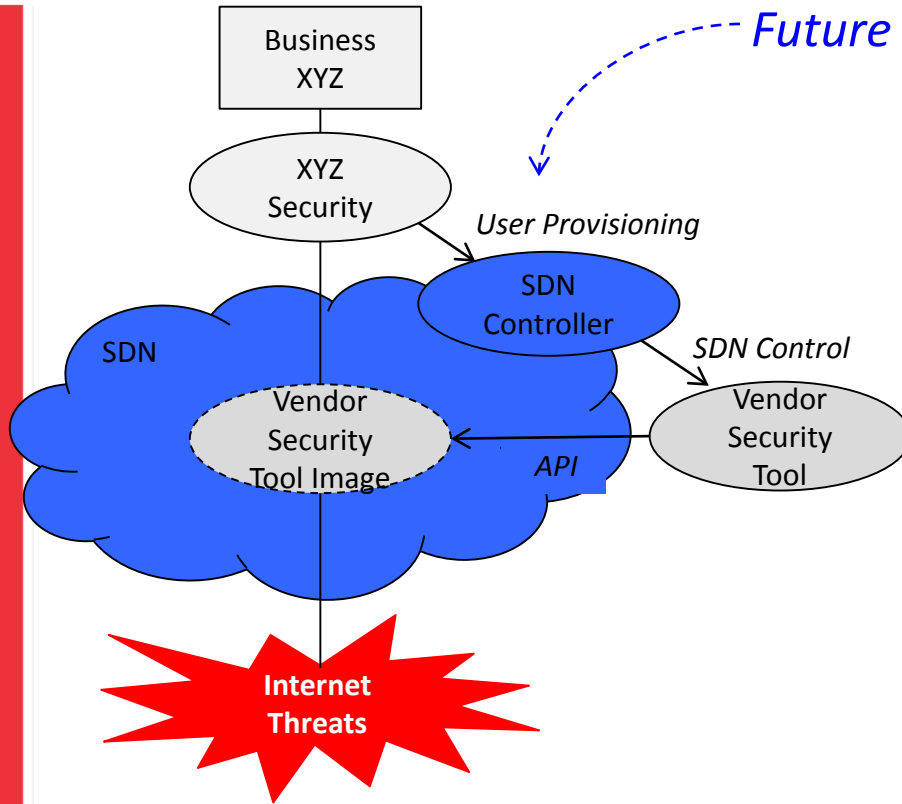 Business
XYZ
Future
XYZ
Security
User Provisioning
SDN
Controller
SDN
SDN Control
Vendor
Security
Tool Image
API
Vendor
Security
Tool
Internet
Threats